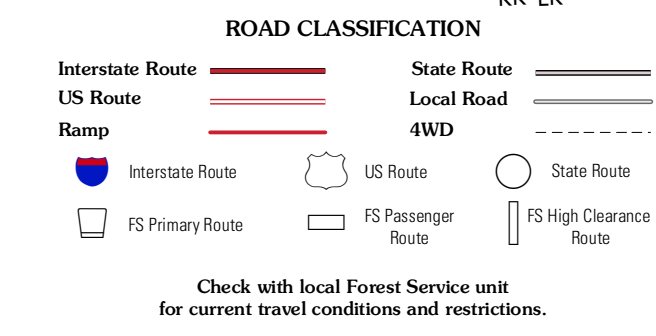 ROAD CLASSIFICATION
Interstate Route
State Route
US Route
Local Road
Ramp
4WD
Interstate Route
US Route
State Route
FS Primary Route
FS Passenger
Route
FS High Clearance
Route
Check with local Forest Service unit
for current travel conditions and restrictions.